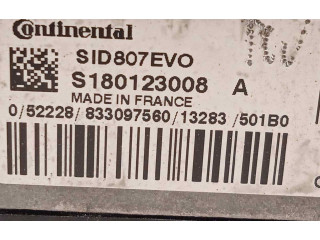 Continental
SID807EVO
S180123008 A
MADE IN FRANCE
0/52228/833097560/13283/501B0